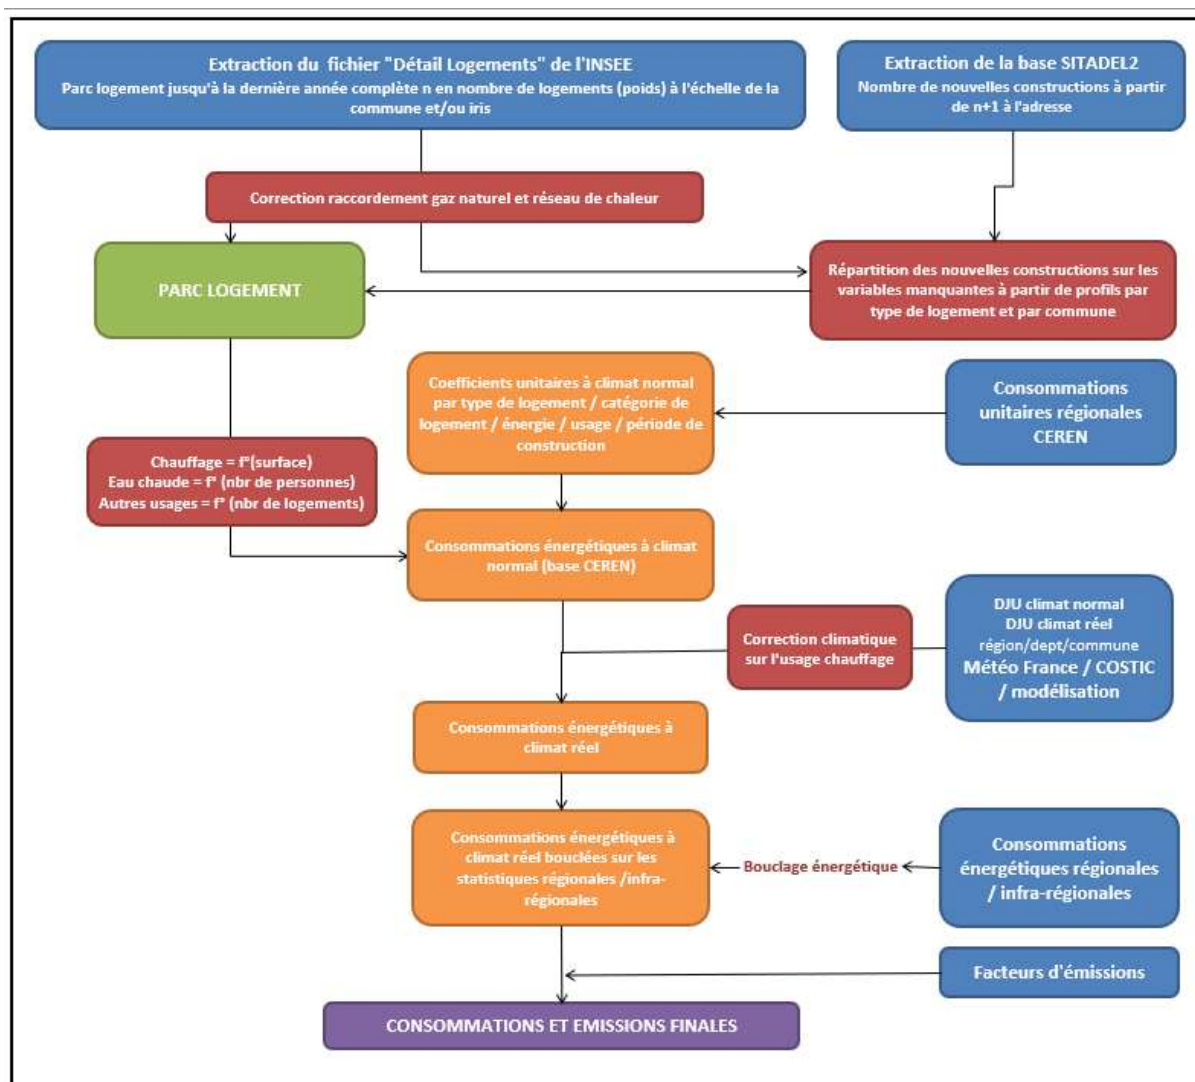 Extraction du fichier "Détail Logements" de l'INSEE
Parc logement jusqu'à la dernière année complète n en nombre de logements (poids) à l'échelle de la
commune et/ou iris
Extraction de la base SITADEL2
Nombre de nouvelles constructions à partir
de n+1 à l'adresse
Correction raccordement gaz naturel et réseau de chaleur
PARC LOGEMENT
Répartition des nouvelles constructions sur les
variables manquantes à partir de profils par
type de logement et par commune
Coefficients unitaires à climat normal
par type de logement / catégorie de
logement / énergie / usage / période de
construction
Consommations
unitaires régionales
CEREN
Chauffage = f°(surface)
Eau chaude = f° (nbr de personnes)
Autres usages = f° (nbr de logements)
Consommations énergétiques à climat
normal (base CEREN)
Correction climatique
sur l'usage chauffage
DJU climat normal
DJU climat réel
région/dept/commune
Météo France / COSTIC
/ modélisation
Consommations énergétiques à
climat réel
Consommations énergétiques à
climat réel bouclées sur les
statistiques régionales /infra-
régionales
Bouclage énergétique
Consommations
énergétiques régionales
/ infra-régionales
Facteurs d'émissions
CONSOMMATIONS ET EMISSIONS FINALES